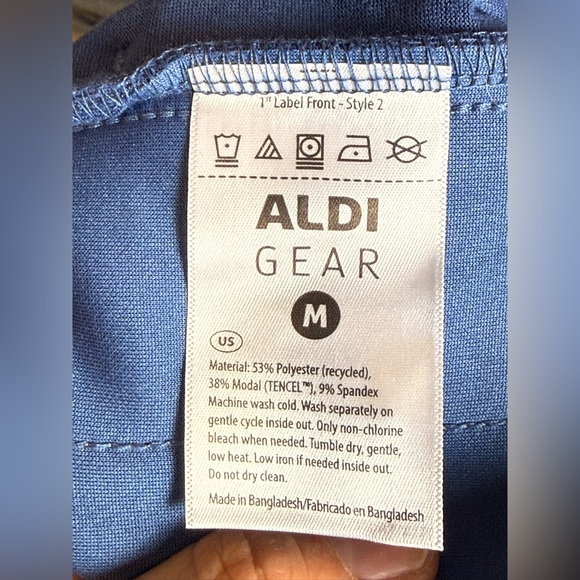 1st Label Front - Style 2
ALDI
GEAR
M
US
Material: 53% Polyester (recycled),
38% Modal (TENCEL™), 9% Spandex
Machine wash cold. Wash separately on
gentle cycle inside out. Only non-chlorine
bleach when needed. Tumble dry, gentle,
low heat. Low iron if needed inside out.
Do not dry clean.
Made in Bangladesh/Fabricado en Bangladesh